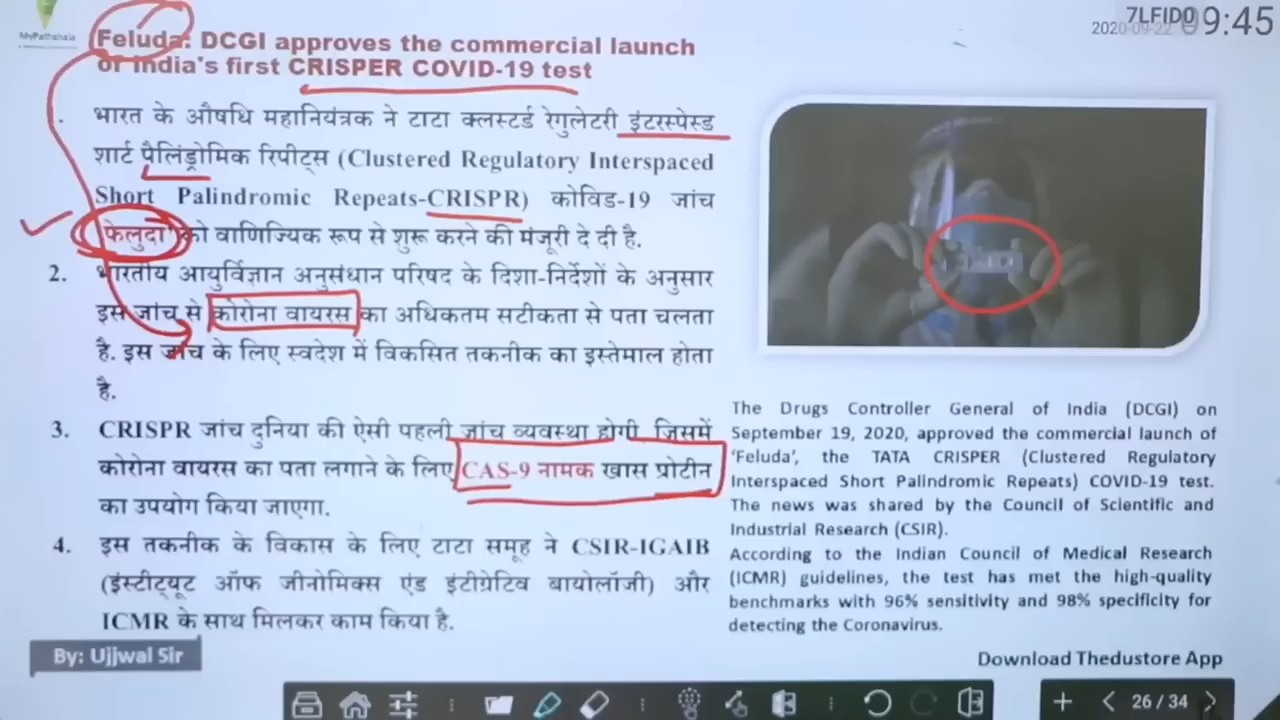 MyPathshala
7LFID0
2020-09-22
09:45
Feluda: DCGI approves the commercial launch
of India's first CRISPER COVID-19 test
भारत के औषधि महानियंत्रक ने टाटा क्लस्टर्ड रेगुलेटरी इंटरस्पेस्ड
शार्ट पैलिंड्रोमिक रिपीट्स (Clustered Regulatory Interspaced
Short Palindromic Repeats-CRISPR) कोविड-19 जांच
'फेलुदा' को वाणिज्यिक रूप से शुरू करने की मंजूरी दे दी है.
2. भारतीय आयुर्विज्ञान अनुसंधान परिषद के दिशा-निर्देशों के अनुसार
इस जांच से कोरोना वायरस का अधिकतम सटीकता से पता चलता
है. इस जांच के लिए स्वदेश में विकसित तकनीक का इस्तेमाल होता
है.
3. CRISPR जांच दुनिया की ऐसी पहली जांच व्यवस्था होगी जिसमें
कोरोना वायरस का पता लगाने के लिए CAS-9 नामक खास प्रोटीन
का उपयोग किया जाएगा.
4. इस तकनीक के विकास के लिए टाटा समूह ने CSIR-IGAIB
(इंस्टीट्यूट ऑफ जीनोमिक्स एंड इंटीग्रेटिव बायोलॉजी) और
ICMR के साथ मिलकर काम किया है.
The Drugs Controller General of India (DCGI) on
September 19, 2020, approved the commercial launch of
'Feluda', the TATA CRISPER (Clustered Regulatory
Interspaced Short Palindromic Repeats) COVID-19 test.
The news was shared by the Council of Scientific and
Industrial Research (CSIR).
According to the Indian Council of Medical Research
(ICMR) guidelines, the test has met the high-quality
benchmarks with 96% sensitivity and 98% specificity for
detecting the Coronavirus.
By: Ujjwal Sir
Download Thedustore App
26 / 34